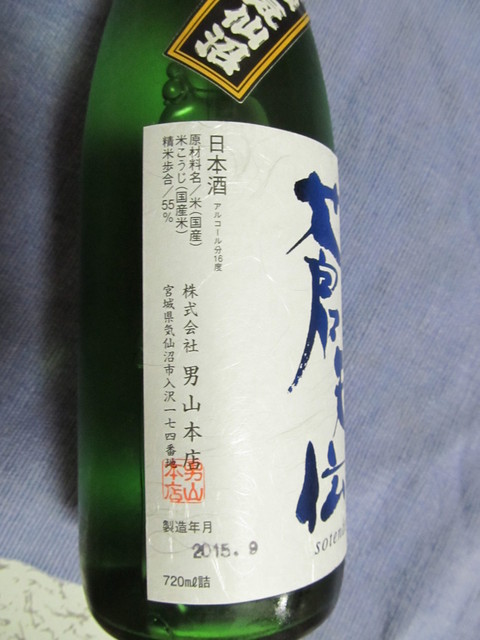 仙沼
蒼天伝
soten
日本酒
アルコール分16度
原材料名/米(国産)
米こうじ(国産米)
精米歩合/55%
株式会社 男山本店
宮城県気仙沼市入沢一七四番地
男山
本店
製造年月
2015.9
720mℓ詰